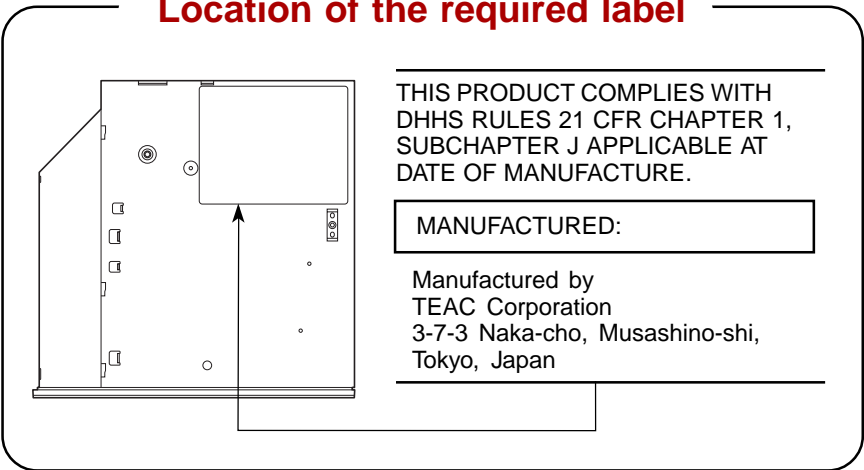 Location of the required label
THIS PRODUCT COMPLIES WITH
DHHS RULES 21 CFR CHAPTER 1,
SUBCHAPTER J APPLICABLE AT
DATE OF MANUFACTURE.
MANUFACTURED:
Manufactured by
TEAC Corporation
3-7-3 Naka-cho, Musashino-shi,
Tokyo, Japan